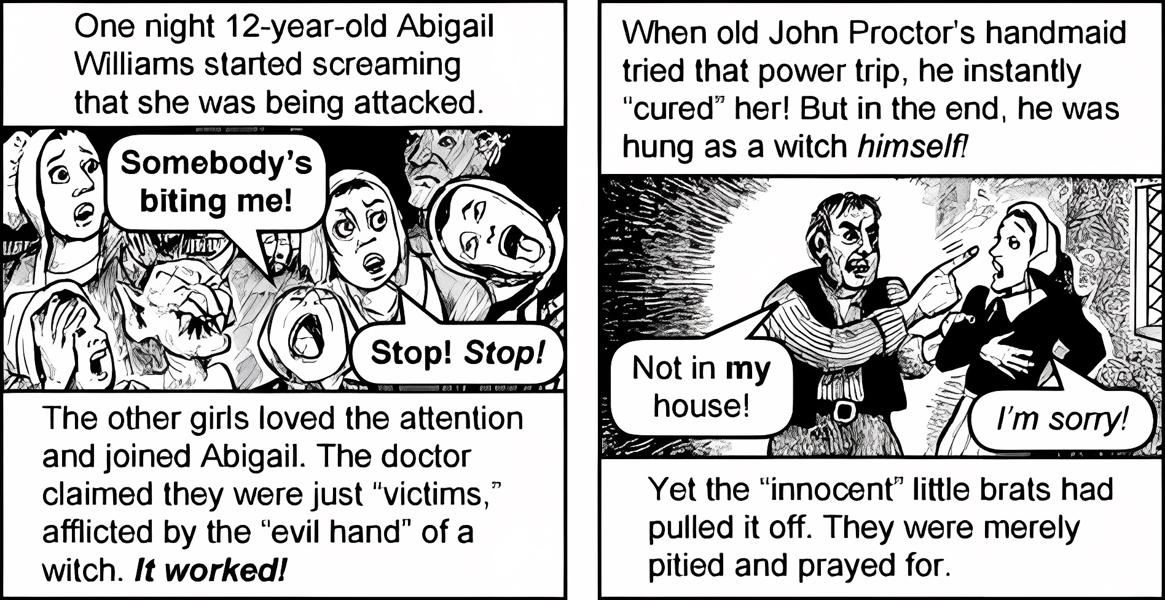 One night 12-year-old Abigail
Williams started screaming
that she was being attacked.
Somebody's
biting me!
Stop! Stop!
The other girls loved the attention
and joined Abigail. The doctor
claimed they were just “victims,”
afflicted by the “evil hand” of a
witch. It worked!
When old John Proctor's handmaid
tried that power trip, he instantly
“cured” her! But in the end, he was
hung as a witch himself!
Not in my
house!
I'm sorry!
Yet the “innocent” little brats had
pulled it off. They were merely
pitied and prayed for.